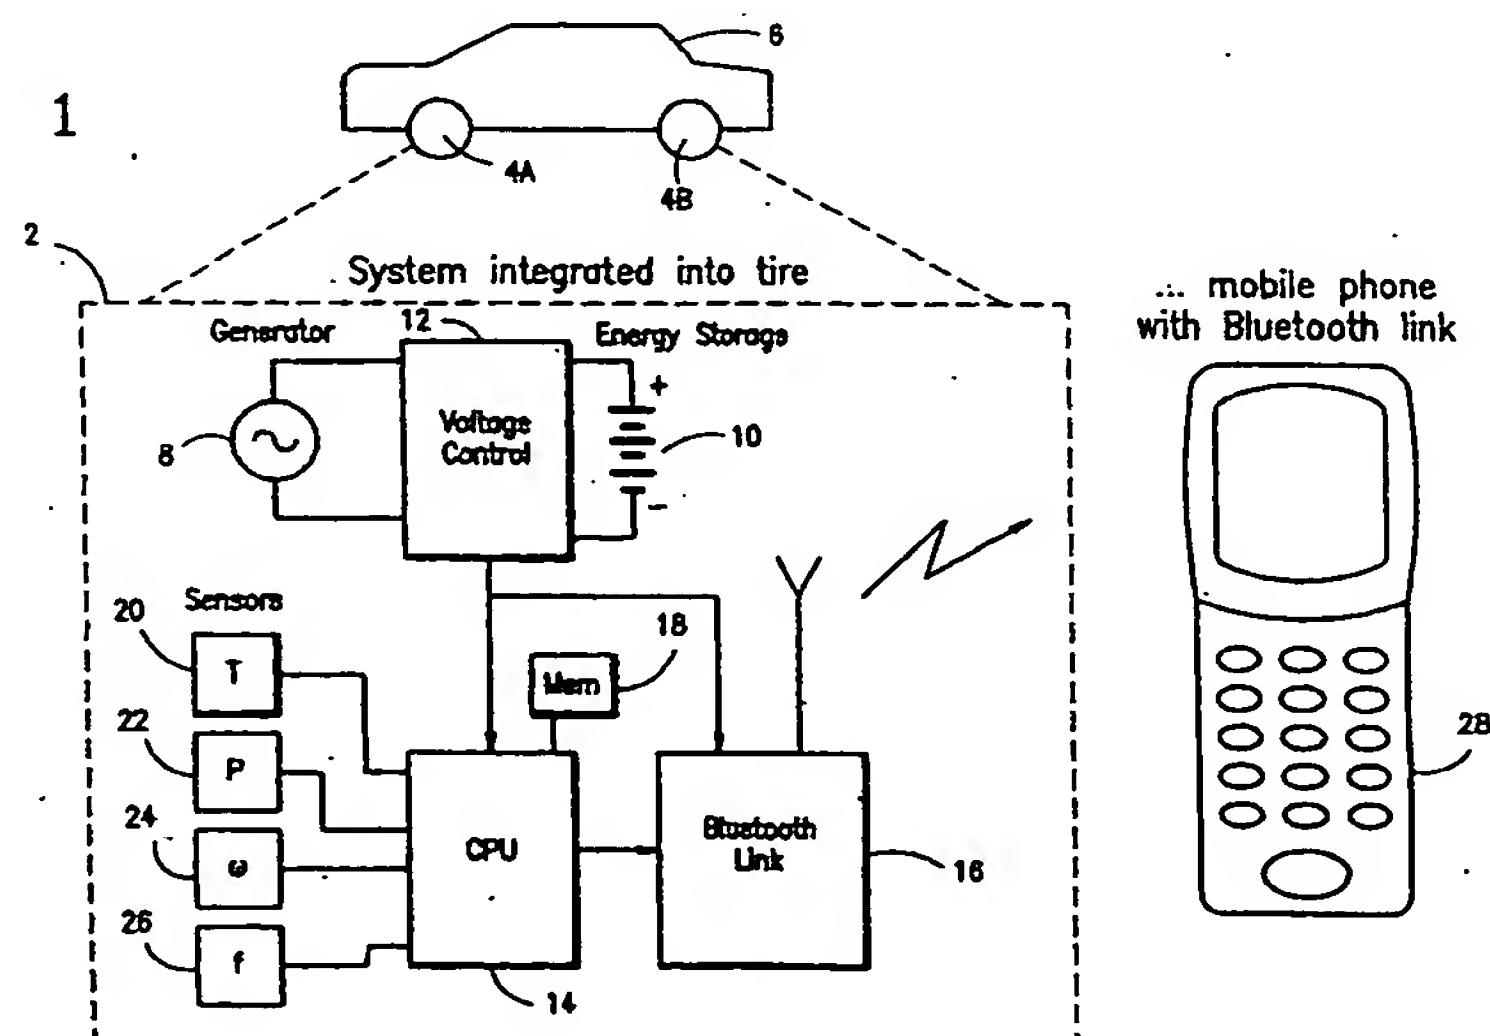 1
6
4A
4B
2
System integrated into tire
... mobile phone
with Bluetooth link
Generator
12
Energy Storage
Voltage
Control
+
-
8
10
Sensors
20
T
18
Mem
22
P
24
ω
CPU
Bluetooth
Link
16
28
26
f
14